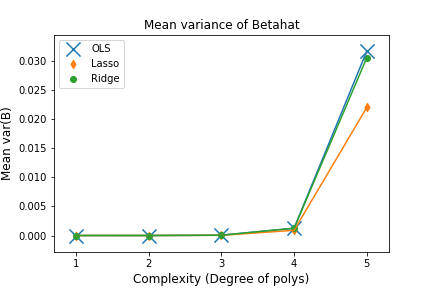 Mean variance of Betahat
OLS
Lasso
Ridge
Mean var(B)
0.030
0.025
0.020
0.015
0.010
0.005
0.000
1 2 3 4 5
Complexity (Degree of polys)